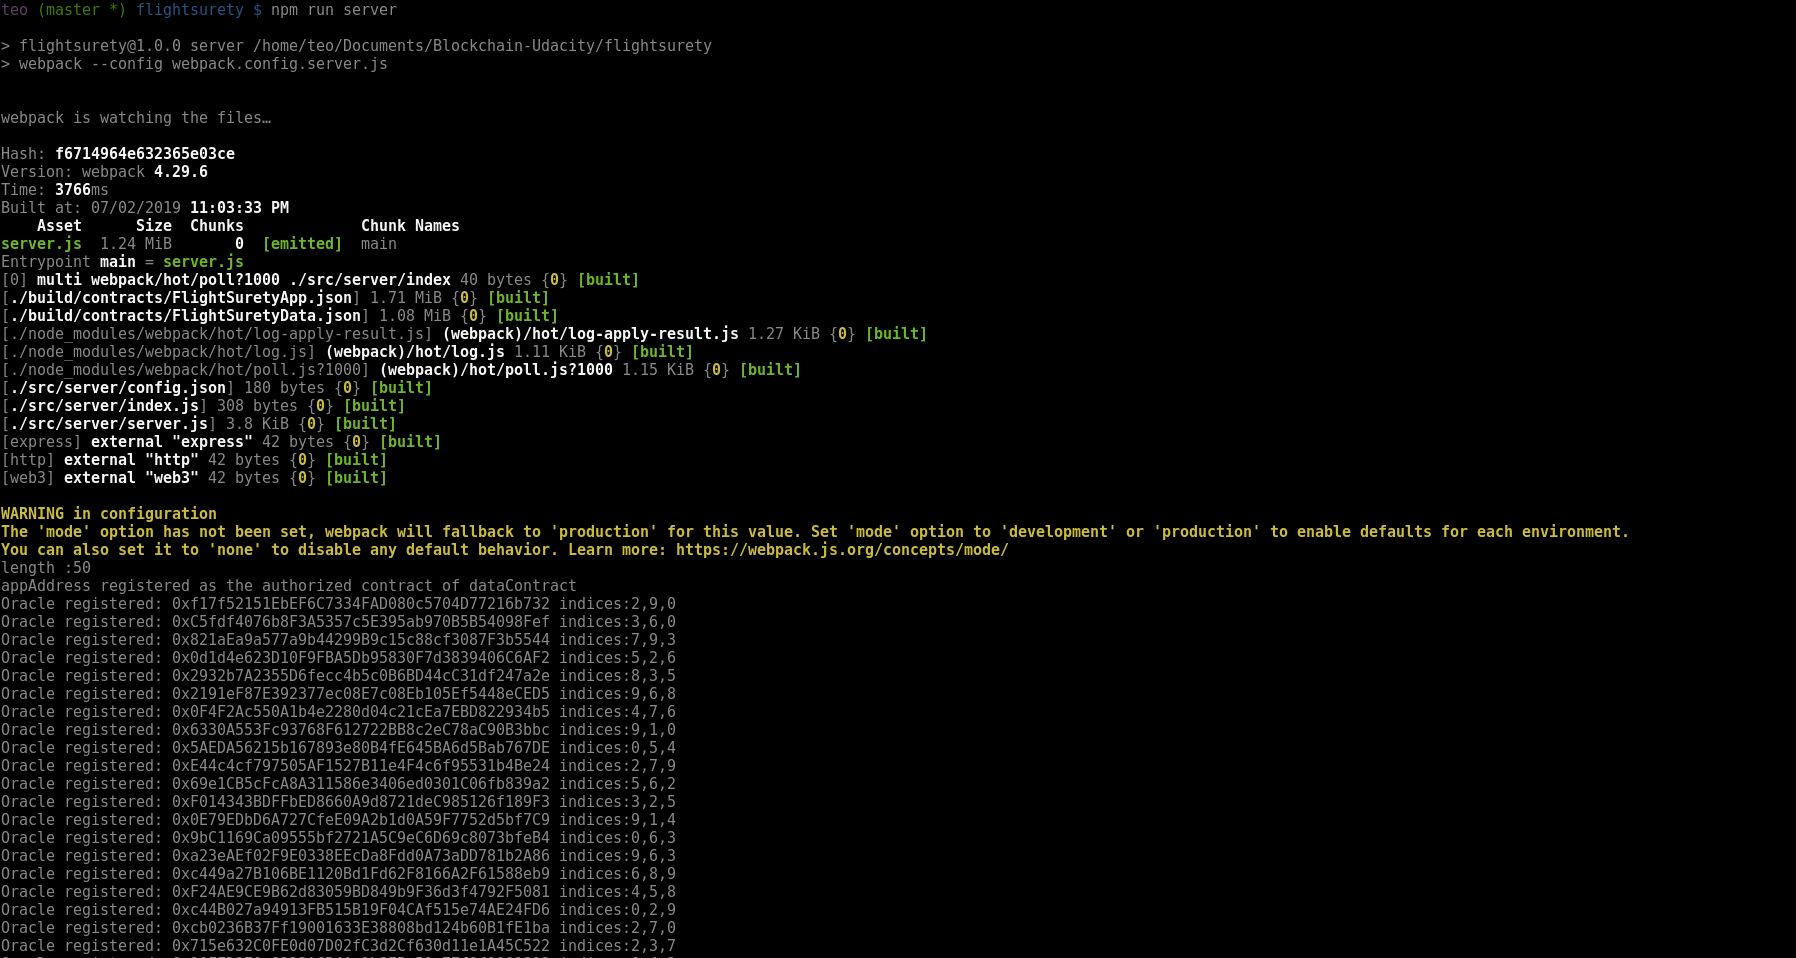 teo (master *) flightsurety $ npm run server
> flightsurety@1.0.0 server /home/teo/Documents/Blockchain-Udacity/flightsurety
> webpack --config webpack.config.server.js
webpack is watching the files…
Hash: f6714964e632365e03ce
Version: webpack 4.29.6
Time: 3766ms
Built at: 07/02/2019 11:03:33 PM
Asset Size Chunks Chunk Names
server.js 1.24 MiB 0 [emitted] main
Entrypoint main = server.js
[0] multi webpack/hot/poll?1000 ./src/server/index 40 bytes {0} [built]
[./build/contracts/FlightSuretyApp.json] 1.71 MiB {0} [built]
[./build/contracts/FlightSuretyData.json] 1.08 MiB {0} [built]
[./node_modules/webpack/hot/log-apply-result.js] (webpack)/hot/log-apply-result.js 1.27 KiB {0} [built]
[./node_modules/webpack/hot/log.js] (webpack)/hot/log.js 1.11 KiB {0} [built]
[./node_modules/webpack/hot/poll.js?1000] (webpack)/hot/poll.js?1000 1.15 KiB {0} [built]
[./src/server/config.json] 180 bytes {0} [built]
[./src/server/index.js] 308 bytes {0} [built]
[./src/server/server.js] 3.8 KiB {0} [built]
[express] external "express" 42 bytes {0} [built]
[http] external "http" 42 bytes {0} [built]
[web3] external "web3" 42 bytes {0} [built]
WARNING in configuration
The 'mode' option has not been set, webpack will fallback to 'production' for this value. Set 'mode' option to 'development' or 'production' to enable defaults for each environment.
You can also set it to 'none' to disable any default behavior. Learn more: https://webpack.js.org/concepts/mode/
length :50
appAddress registered as the authorized contract of dataContract
Oracle registered: 0xf17f52151EbEF6C7334FAD080c5704D77216b732 indices:2,9,0
Oracle registered: 0xC5fdf4076b8F3A5357c5E395ab970B5B54098Fef indices:3,6,0
Oracle registered: 0x821aEa9a577a9b44299B9c15c88cf3087F3b5544 indices:7,9,3
Oracle registered: 0x0d1d4e623D10F9FBA5Db95830F7d3839406C6AF2 indices:5,2,6
Oracle registered: 0x2932b7A2355D6fecc4b5c0B6BD44cC31df247a2e indices:8,3,5
Oracle registered: 0x2191eF87E392377ec08E7c08Eb105Ef5448eCED5 indices:9,6,8
Oracle registered: 0x0F4F2Ac550A1b4e2280d04c21cEa7EBD822934b5 indices:4,7,6
Oracle registered: 0x6330A553Fc93768F612722BB8c2eC78aC90B3bbc indices:9,1,0
Oracle registered: 0x5AEDA56215b167893e80B4fE645BA6d5Bab767DE indices:0,5,4
Oracle registered: 0xE44c4cf797505AF1527B11e4F4c6f95531b4Be24 indices:2,7,9
Oracle registered: 0x69e1CB5cFcA8A311586e3406ed0301C06fb839a2 indices:5,6,2
Oracle registered: 0xF014343BDFFbED8660A9d8721deC985126f189F3 indices:3,2,5
Oracle registered: 0x0E79EDbD6A727CfeE09A2b1d0A59F7752d5bf7C9 indices:9,1,4
Oracle registered: 0x9bC1169Ca09555bf2721A5C9eC6D69c8073bfeB4 indices:0,6,3
Oracle registered: 0xa23eAEf02F9E0338EEcDa8Fdd0A73aDD781b2A86 indices:9,6,3
Oracle registered: 0xc449a27B106BE1120Bd1Fd62F8166A2F61588eb9 indices:6,8,9
Oracle registered: 0xF24AE9CE9B62d83059BD849b9F36d3f4792F5081 indices:4,5,8
Oracle registered: 0xc44B027a94913FB515B19F04CAf515e74AE24FD6 indices:0,2,9
Oracle registered: 0xcb0236B37Ff19001633E38808bd124b60B1fE1ba indices:2,7,0
Oracle registered: 0x715e632C0FE0d07D02fC3d2Cf630d11e1A45C522 indices:2,3,7